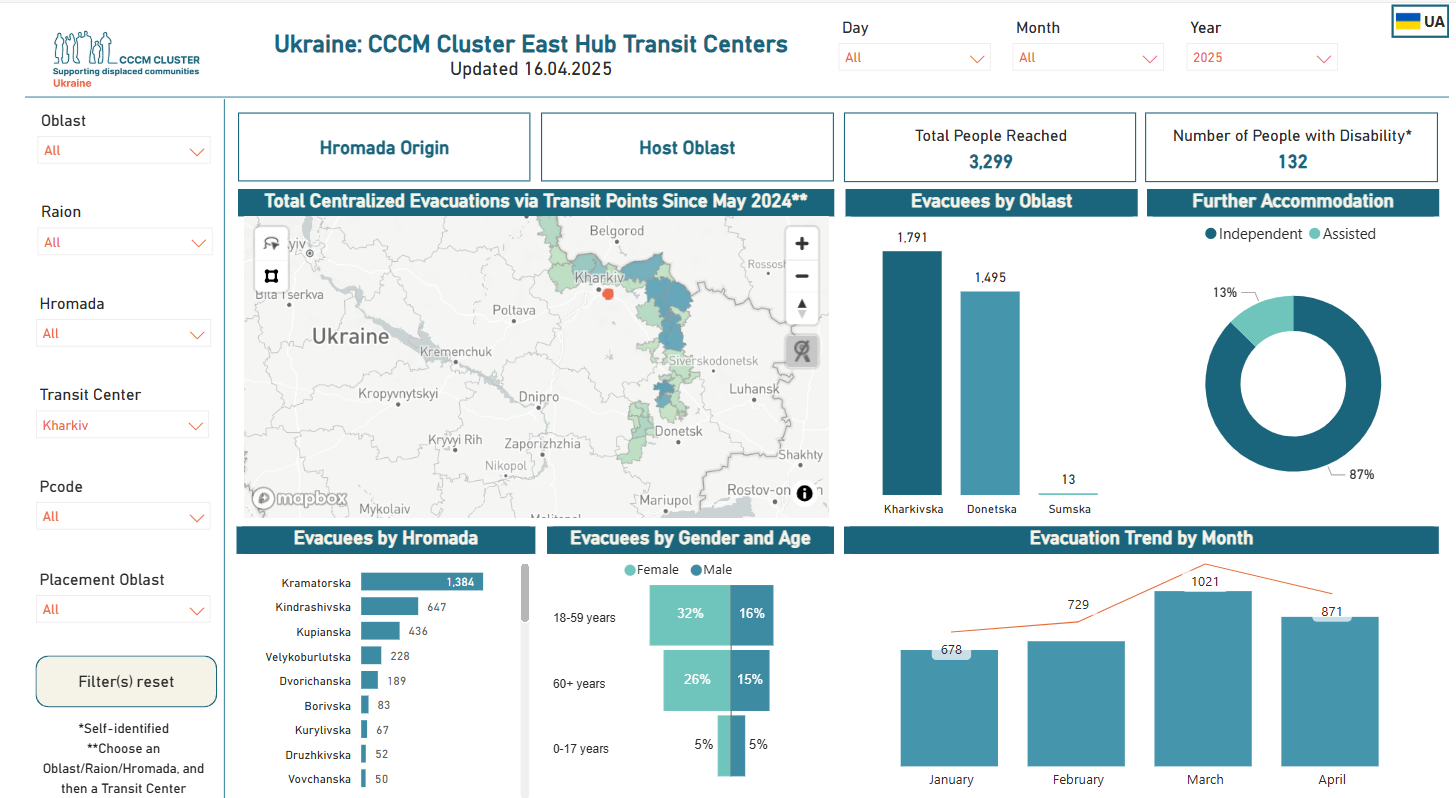 CCCM CLUSTER
Supporting displaced communities
Ukraine
Ukraine: CCCM Cluster East Hub Transit Centers
Updated 16.04.2025
Day
All
Month
All
Year
2025
UA
Oblast
All
Raion
All
Hromada
All
Transit Center
Kharkiv
Pcode
All
Placement Oblast
All
Filter(s) reset
*Self-identified
**Choose an
Oblast/Raion/Hromada, and
then a Transit Center
Hromada Origin
Host Oblast
Total People Reached
3,299
Number of People with Disability*
132
Total Centralized Evacuations via Transit Points Since May 2024**
Belgorod
Kharkiv
Poltava
Ukraine
Kremenchuk
Siverskodonetsk
Kropyvnytskyi
Dnipro
Luhansk
Kryvyi Rih
Zaporizhzhia
Donetsk
Nikopol
Shakhty
mapbox
Mykolaiv
Mariupol
Evacuees by Oblast
1,791
1,495
13
Kharkivska
Donetska
Sumska
Further Accommodation
Independent
Assisted
13%
87%
Evacuees by Hromada
Kramatorska 1,384
Kindrashivska 647
Kupianska 436
Velykoburlutska 228
Dvorichanska 189
Borivska 83
Kurylivska 67
Druzhkivska 52
Vovchanska 50
Evacuees by Gender and Age
Female
Male
18-59 years 32% 16%
60+ years 26% 15%
0-17 years 5% 5%
Evacuation Trend by Month
678
729
1021
871
January
February
March
April